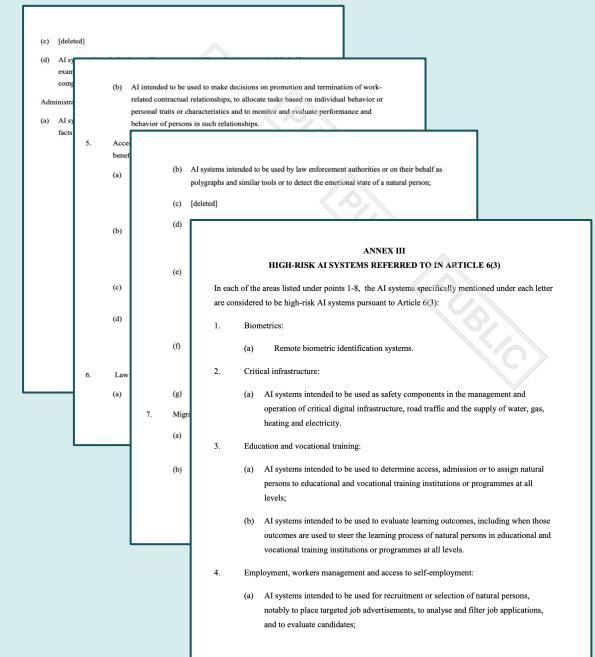 (c) [deleted]
(d) AI sy
exam
comp
Administra
(a) AI sy
facts
(b) AI intended to be used to make decisions on promotion and termination of work-
related contractual relationships, to allocate tasks based on individual behavior or
personal traits or characteristics and to monitor and evaluate performance and
behavior of persons in such relationships.
5. Acce
benef
(a)
(b)
(c)
(d)
6. Law
(a)
(b) AI systems intended to be used by law enforcement authorities or on their behalf as
polygraphs and similar tools or to detect the emotional state of a natural person;
(c) [deleted]
(d)
(e)
(f)
(g)
7. Migra
(a)
(b)
ANNEX III
HIGH-RISK AI SYSTEMS REFERRED TO IN ARTICLE 6(3)
In each of the areas listed under points 1-8, the AI systems specifically mentioned under each letter
are considered to be high-risk AI systems pursuant to Article 6(3):
1. Biometrics:
(a) Remote biometric identification systems.
2. Critical infrastructure:
(a) AI systems intended to be used as safety components in the management and
operation of critical digital infrastructure, road traffic and the supply of water, gas,
heating and electricity.
3. Education and vocational training:
(a) AI systems intended to be used to determine access, admission or to assign natural
persons to educational and vocational training institutions or programmes at all
levels;
(b) AI systems intended to be used to evaluate learning outcomes, including when those
outcomes are used to steer the learning process of natural persons in educational and
vocational training institutions or programmes at all levels.
4. Employment, workers management and access to self-employment:
(a) AI systems intended to be used for recruitment or selection of natural persons,
notably to place targeted job advertisements, to analyse and filter job applications,
and to evaluate candidates;
PUBLIC